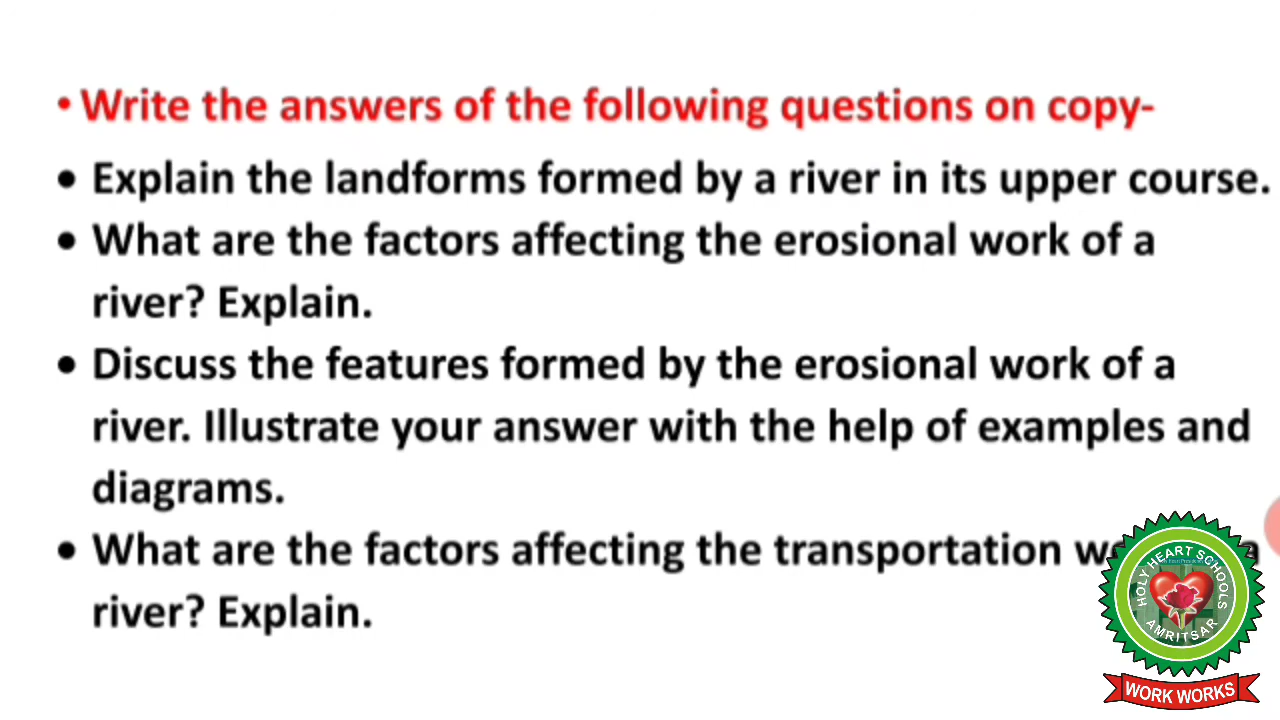 • Write the answers of the following questions on copy-
• Explain the landforms formed by a river in its upper course.
• What are the factors affecting the erosional work of a
river? Explain.
• Discuss the features formed by the erosional work of a
river. Illustrate your answer with the help of examples and
diagrams.
• What are the factors affecting the transportation a
river? Explain.
HOLY HEART SCHOOLS
AMRITSAR
WORK WORKS